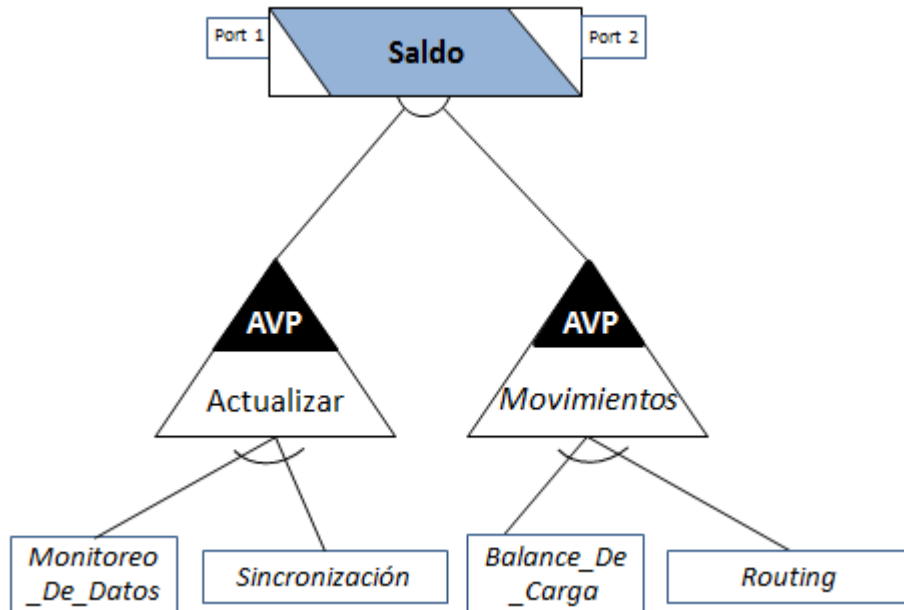 Port 1
Saldo
Port 2
AVP
Actualizar
AVP
Movimientos
Monitoreo
_De_Datos
Sincronización
Balance_De
_Carga
Routing